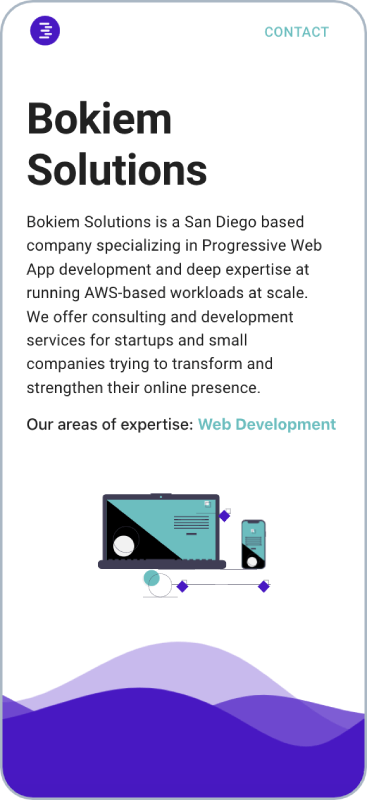 CONTACT
Bokiem
Solutions
Bokiem Solutions is a San Diego based
company specializing in Progressive Web
App development and deep expertise at
running AWS-based workloads at scale.
We offer consulting and development
services for startups and small
companies trying to transform and
strengthen their online presence.
Our areas of expertise: Web Development